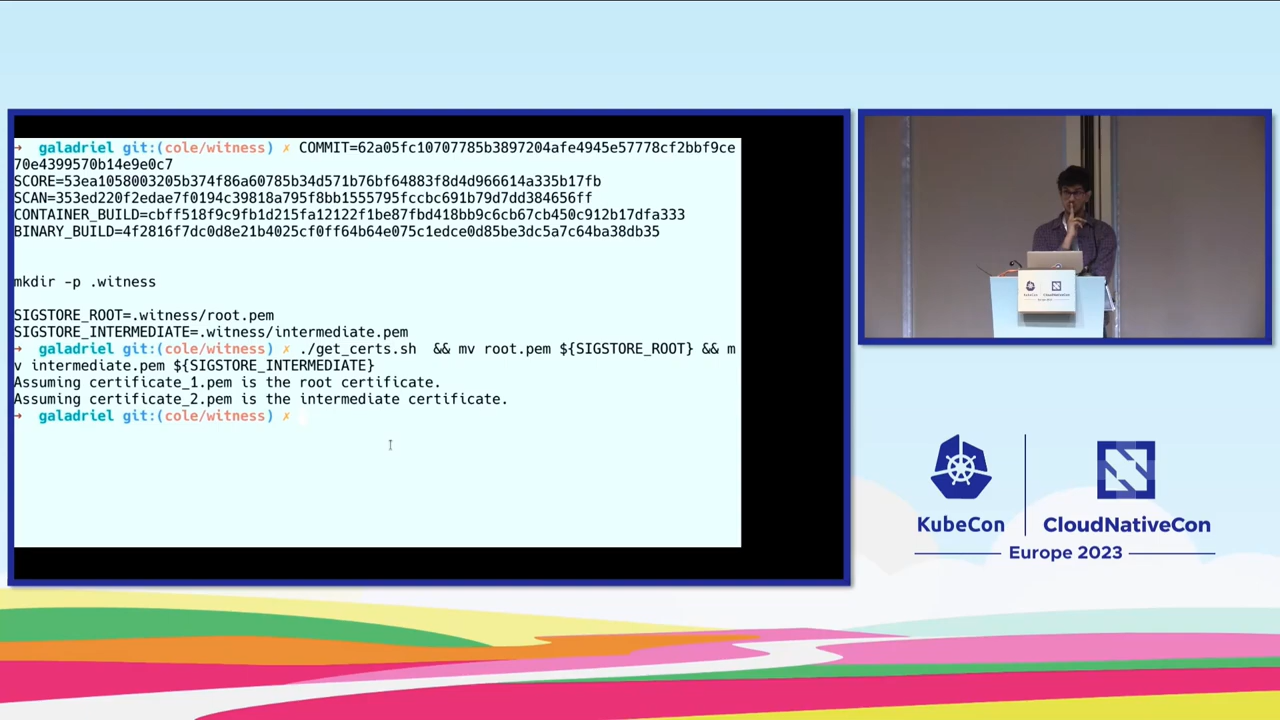 → galadriel git:(cole/witness) ✗ COMMIT=62a05fc10707785b3897204afe4945e57778cf2bbf9ce
70e4399570b14e9e0c7
SCORE=53ea1058003205b374f86a60785b34d571b76bf64883f8d4d966614a335b17fb
SCAN=353ed220f2edae7f0194c39818a795f8bb1555795fccbc691b79d7dd384656ff
CONTAINER_BUILD=cbff518f9c9fb1d215fa12122f1be87fbd418bb9c6cb67cb450c912b17dfa333
BINARY_BUILD=4f2816f7dc0d8e21b4025cf0ff64b64e075c1edce0d85be3dc5a7c64ba38db35
mkdir -p .witness
SIGSTORE_ROOT=.witness/root.pem
SIGSTORE_INTERMEDIATE=.witness/intermediate.pem
→ galadriel git:(cole/witness) ✗ ./get_certs.sh  && mv root.pem ${SIGSTORE_ROOT} && m
v intermediate.pem ${SIGSTORE_INTERMEDIATE}
Assuming certificate_1.pem is the root certificate.
Assuming certificate_2.pem is the intermediate certificate.
→ galadriel git:(cole/witness) ✗
KubeCon
CloudNativeCon
Europe 2023